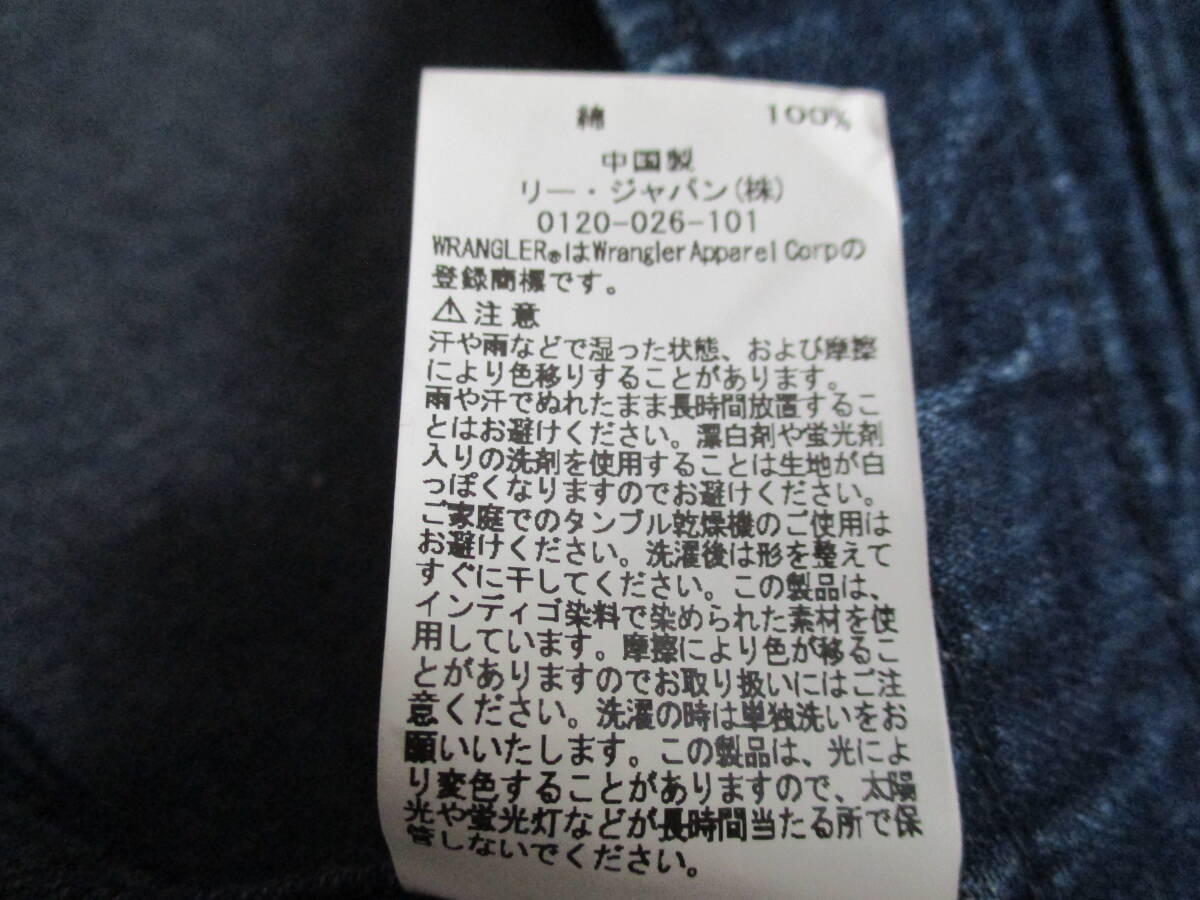 綿 100%
中国製
リー・ジャパン(株)
0120-026-101
WRANGLER®はWrangler Apparel Corpの
登録商標です。
⚠注意
汗や雨などで湿った状態、および摩擦
により色移りすることがあります。
雨や汗でぬれたまま長時間放置するこ
とはお避けください。漂白剤や蛍光剤
入りの洗剤を使用することは生地が白
っぽくなりますのでお避けください。
ご家庭でのタンブル乾燥機のご使用は
お避けください。洗濯後は形を整えて
すぐに干してください。この製品は、
インディゴ染料で染められた素材を使
用しています。摩擦により色が移るこ
とがありますのでお取り扱いにはご注
意ください。洗濯の時は単独洗いをお
願いいたします。この製品は、光によ
り変色することがありますので、太陽
光や蛍光灯などが長時間当たる所で保
管しないでください。